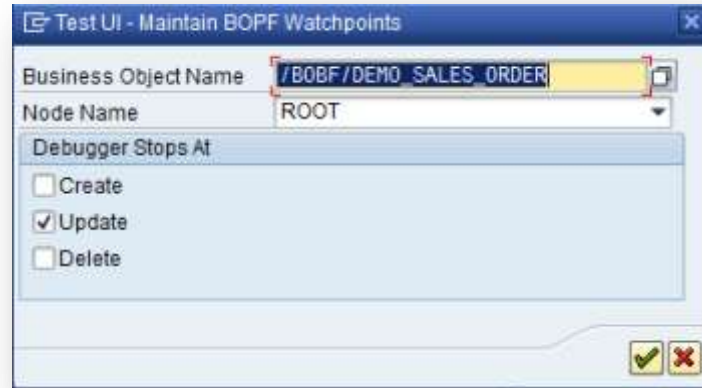 Test UI - Maintain BOPF Watchpoints
Business Object Name /BOBF/DEMO_SALES_ORDER
Node Name ROOT
Debugger Stops At
Create
Update
Delete